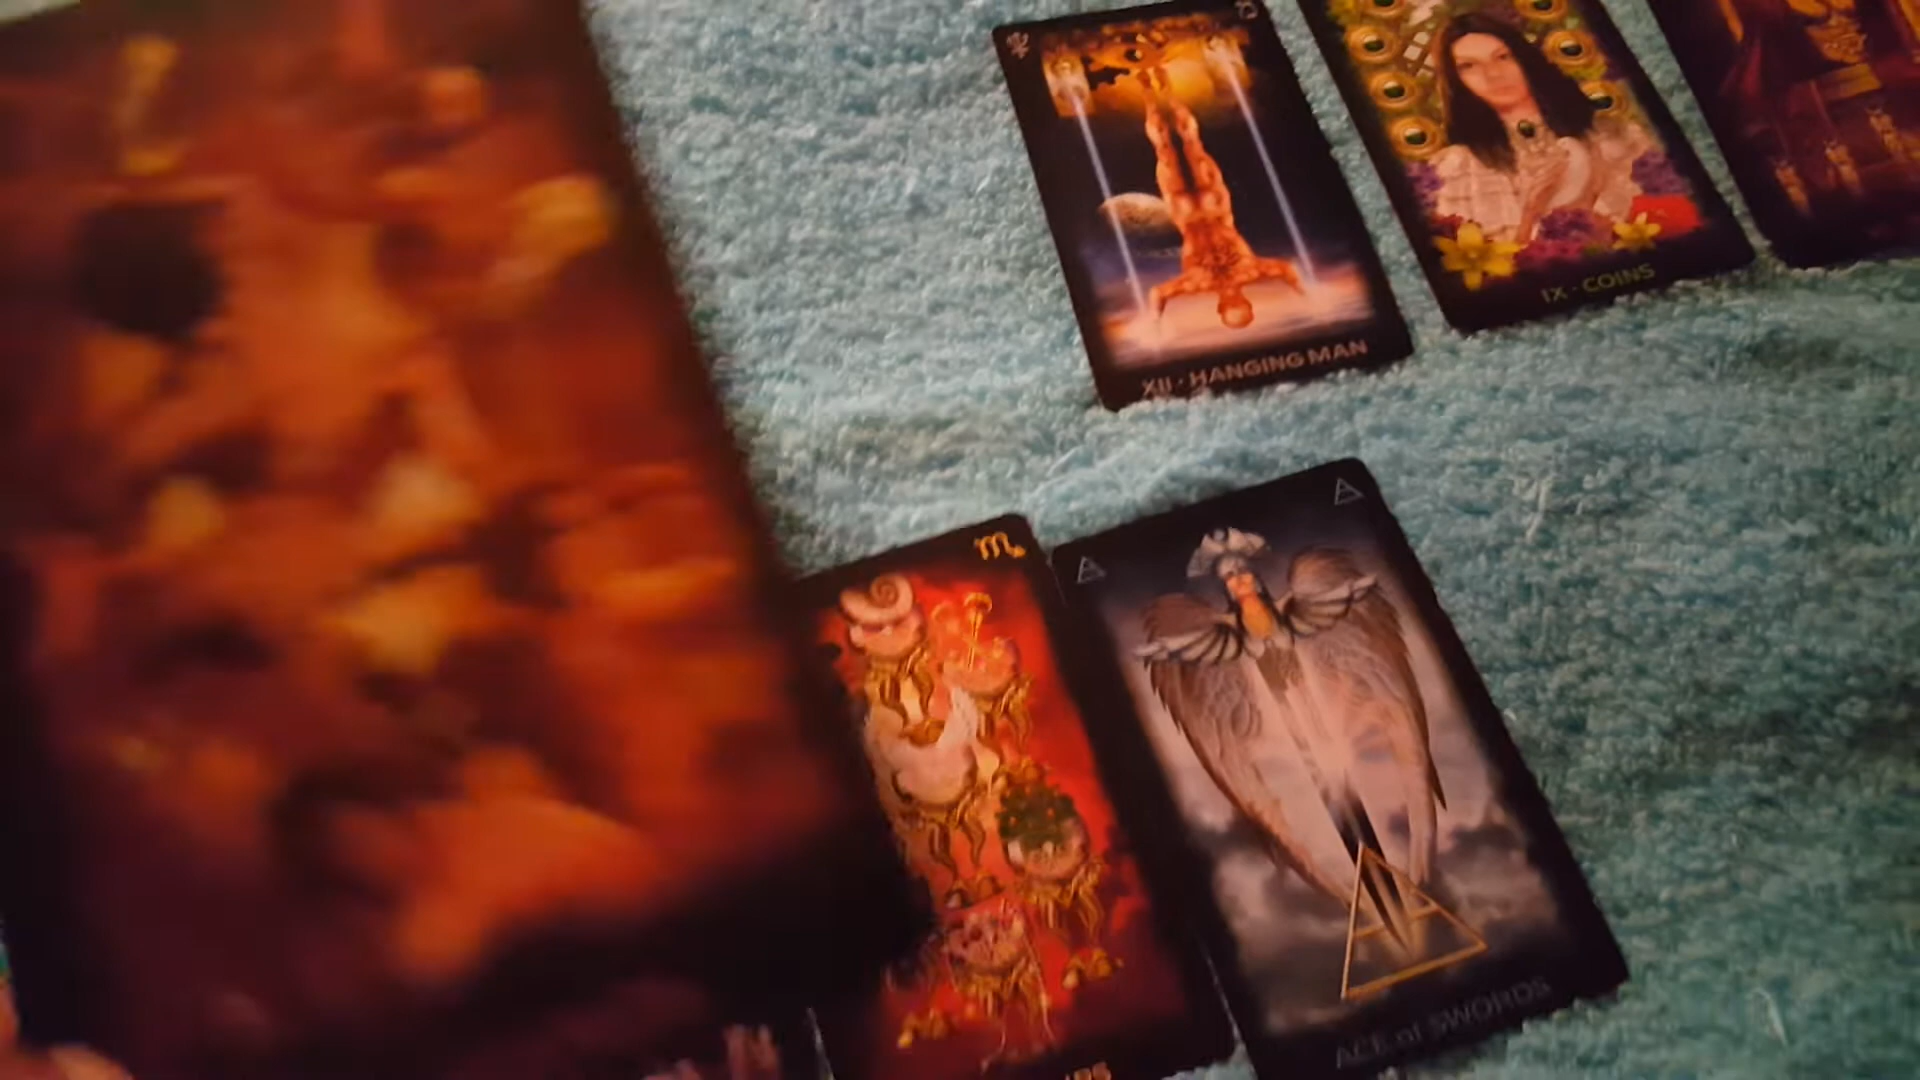 XII · HANGING MAN
IX · COINS
ACE of SWORDS